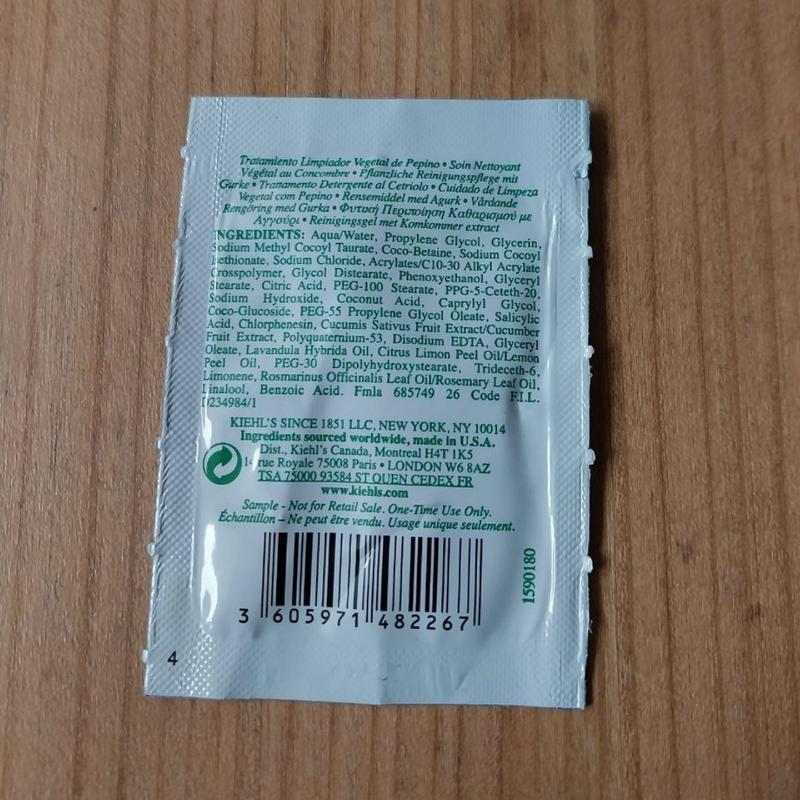 Tratamiento Limpiador Vegetal de Pepino • Soin Nettoyant
Végétal au Concombre • Pflanzliche Reinigungspflege mit
Gurke • Trattamento Detergente al Cetriolo • Cuidado de Limpeza
Vegetal com Pepino • Rensemiddel med Agurk • Vårdande
Rengöring med Gurka • Φυτική Περιποίηση Καθαρισμού με
Αγγούρι • Reinigingsgel met Komkommer extract
INGREDIENTS: Aqua/Water, Propylene Glycol, Glycerin,
Sodium Methyl Cocoyl Taurate, Coco-Betaine, Sodium Cocoyl
Isethionate, Sodium Chloride, Acrylates/C10-30 Alkyl Acrylate
Crosspolymer, Glycol Distearate, Phenoxyethanol, Glyceryl
Stearate, Citric Acid, PEG-100 Stearate, PPG-5-Ceteth-20,
Sodium Hydroxide, Coconut Acid, Caprylyl Glycol,
Coco-Glucoside, PEG-55 Propylene Glycol Oleate, Salicylic
Acid, Chlorphenesin, Cucumis Sativus Fruit Extract/Cucumber
Fruit Extract, Polyquaternium-53, Disodium EDTA, Glyceryl
Oleate, Lavandula Hybrida Oil, Citrus Limon Peel Oil/Lemon
Peel Oil, PEG-30 Dipolyhydroxystearate, Trideceth-6,
Limonene, Rosmarinus Officinalis Leaf Oil/Rosemary Leaf Oil,
Linalool, Benzoic Acid. Fmla 685749 26 Code F.I.L.
D234984/1
KIEHL'S SINCE 1851 LLC, NEW YORK, NY 10014
Ingredients sourced worldwide, made in U.S.A.
Dist., Kiehl's Canada, Montreal H4T 1K5
rue Royale 75008 Paris • LONDON W6 8AZ
TSA 75000 93584 ST OUEN CEDEX FR
www.kiehls.com
Sample - Not for Retail Sale. One-Time Use Only.
Échantillon – Ne peut être vendu. Usage unique seulement.
1590180
3 605971 482267
4